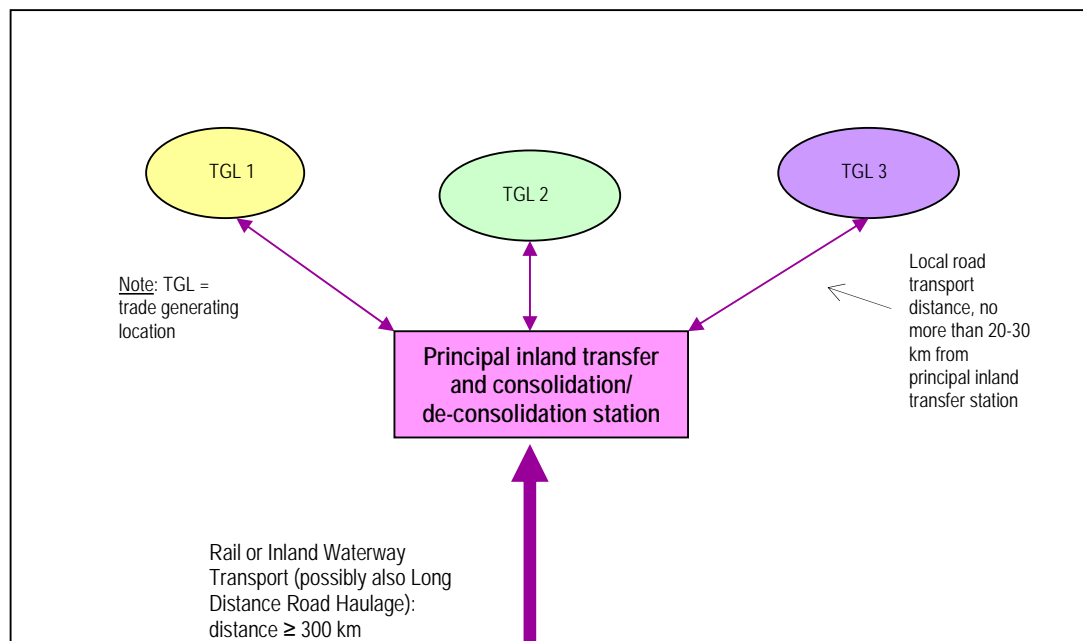 TGL 1
TGL 2
TGL 3
Note: TGL =
trade generating
location
Local road
transport
distance, no
more than 20-30
km from
principal inland
transfer station
Principal inland transfer
and consolidation/
de-consolidation station
Rail or Inland Waterway
Transport (possibly also Long
Distance Road Haulage):
distance ≥ 300 km